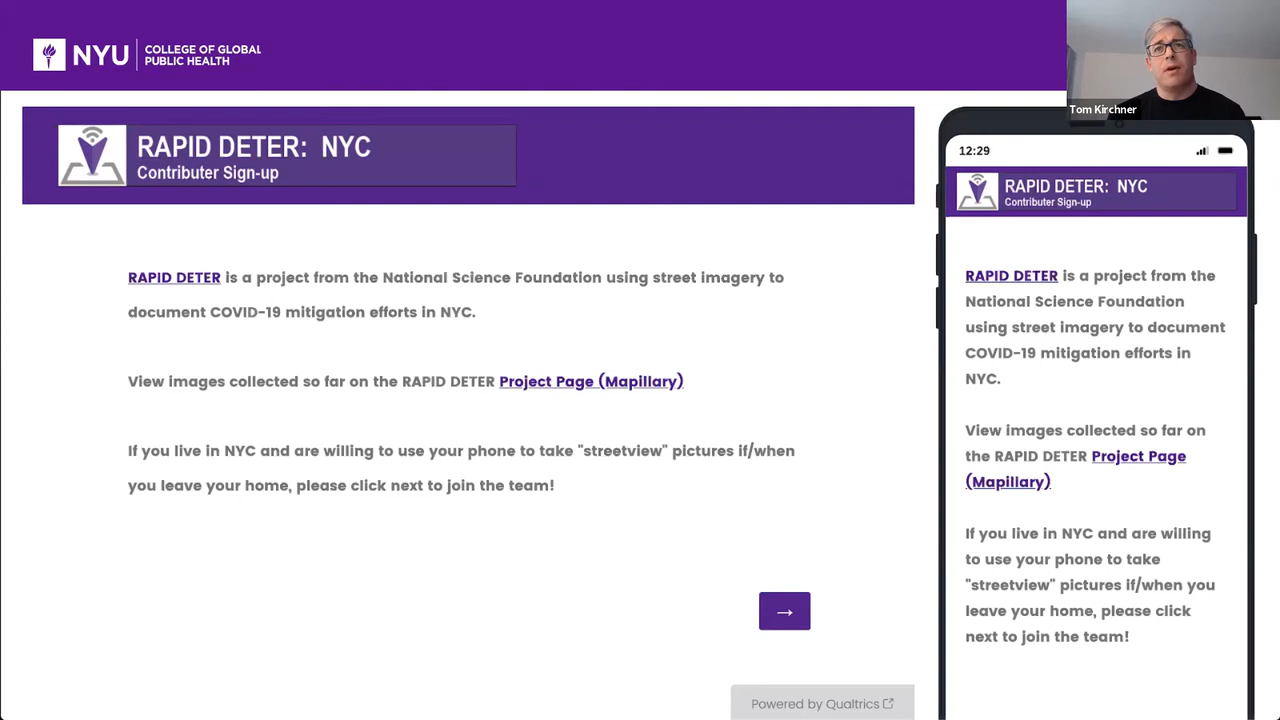 NYU
COLLEGE OF GLOBAL
PUBLIC HEALTH
Tom Kirchner
RAPID DETER:  NYC
Contributer Sign-up
RAPID DETER is a project from the National Science Foundation using street imagery to
document COVID-19 mitigation efforts in NYC.
View images collected so far on the RAPID DETER Project Page (Mapillary)
If you live in NYC and are willing to use your phone to take "streetview" pictures if/when
you leave your home, please click next to join the team!
→
Powered by Qualtrics
12:29
RAPID DETER:  NYC
Contributer Sign-up
RAPID DETER is a project from the
National Science Foundation
using street imagery to document
COVID-19 mitigation efforts in
NYC.
View images collected so far on
the RAPID DETER Project Page
(Mapillary)
If you live in NYC and are willing
to use your phone to take
"streetview" pictures if/when you
leave your home, please click
next to join the team!